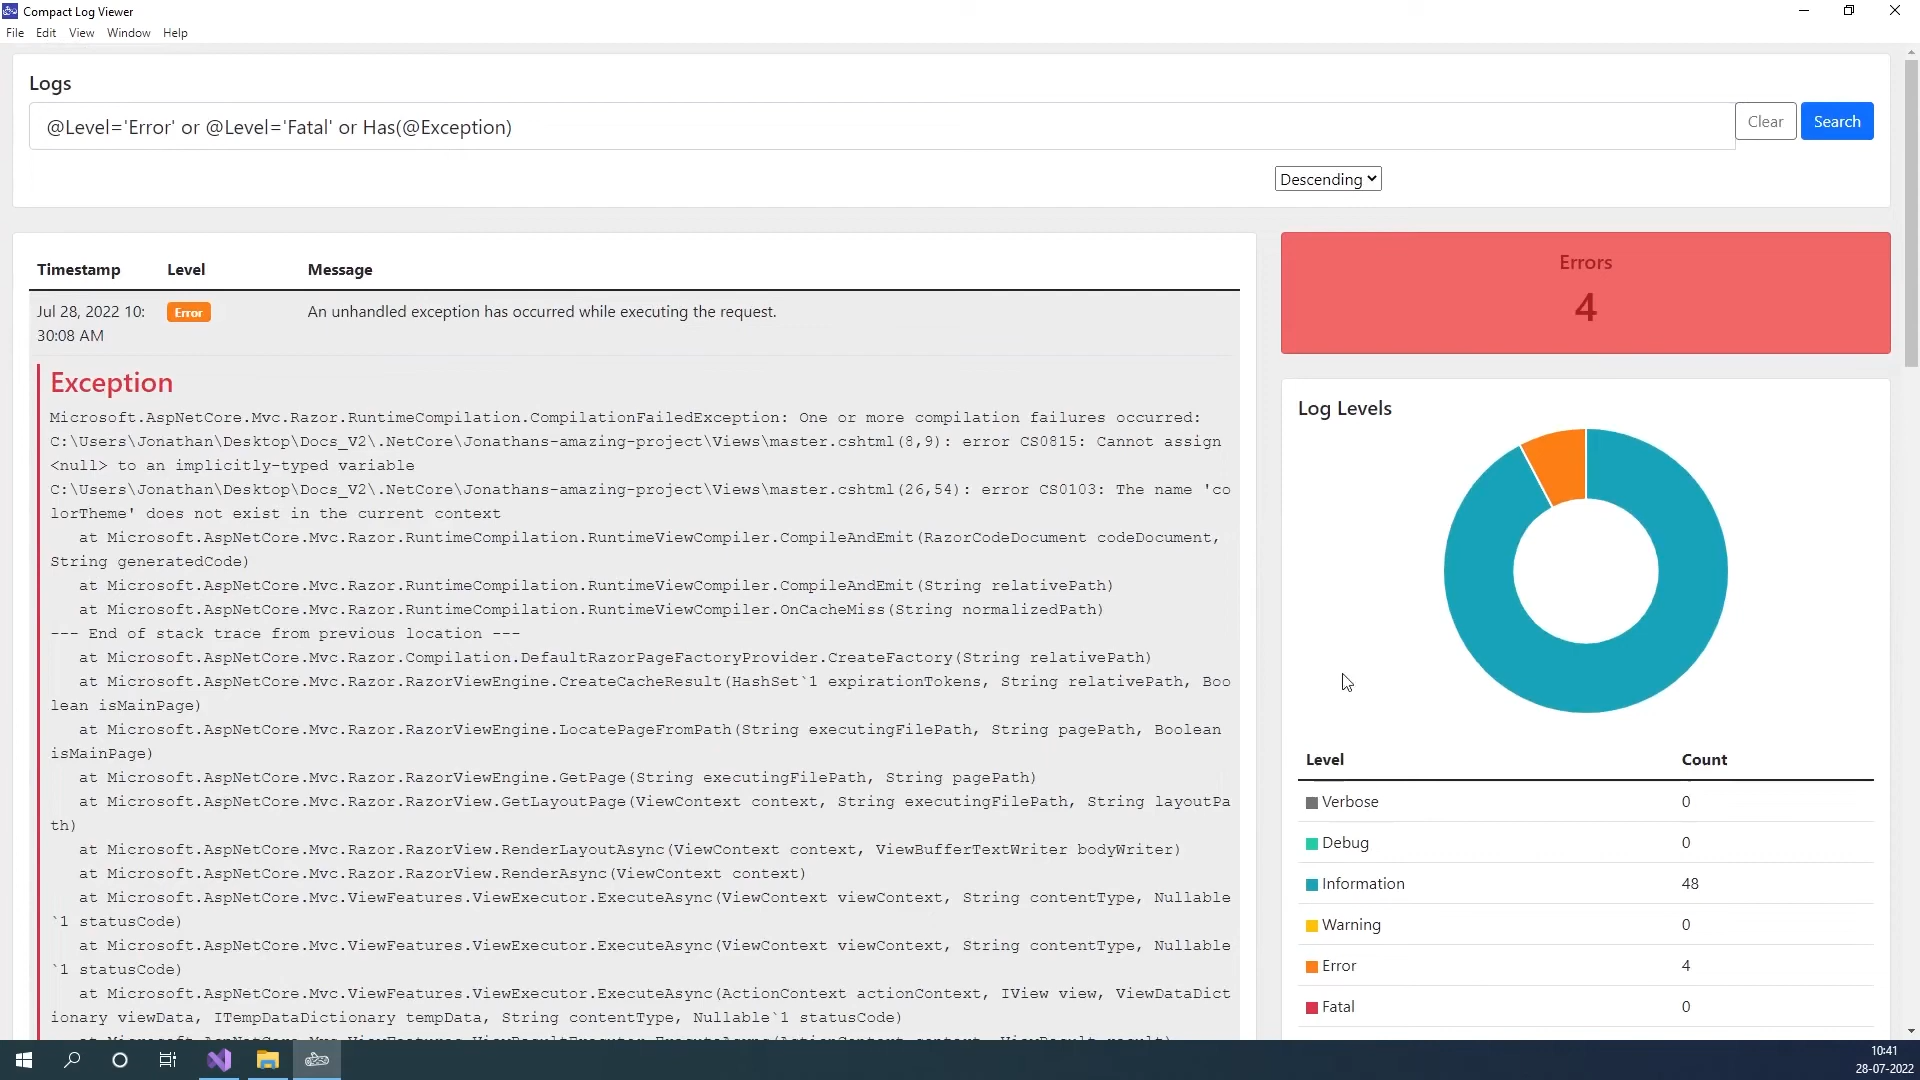 Compact Log Viewer
File Edit View Window Help
Logs
@Level='Error' or @Level='Fatal' or Has(@Exception)
Clear
Search
Descending
Timestamp Level Message
Jul 28, 2022 10:
30:08 AM
Error
An unhandled exception has occurred while executing the request.
Exception
Microsoft.AspNetCore.Mvc.Razor.RuntimeCompilation.CompilationFailedException: One or more compilation failures occurred:
C:\Users\Jonathan\Desktop\Docs_V2\.NetCore\Jonathans-amazing-project\Views\master.cshtml(8,9): error CS0815: Cannot assign
<null> to an implicitly-typed variable
C:\Users\Jonathan\Desktop\Docs_V2\.NetCore\Jonathans-amazing-project\Views\master.cshtml(26,54): error CS0103: The name 'co
lorTheme' does not exist in the current context
at Microsoft.AspNetCore.Mvc.Razor.RuntimeCompilation.RuntimeViewCompiler.CompileAndEmit(RazorCodeDocument codeDocument,
String generatedCode)
at Microsoft.AspNetCore.Mvc.Razor.RuntimeCompilation.RuntimeViewCompiler.CompileAndEmit(String relativePath)
at Microsoft.AspNetCore.Mvc.Razor.RuntimeCompilation.RuntimeViewCompiler.OnCacheMiss(String normalizedPath)
--- End of stack trace from previous location ---
at Microsoft.AspNetCore.Mvc.Razor.Compilation.DefaultRazorPageFactoryProvider.CreateFactory(String relativePath)
at Microsoft.AspNetCore.Mvc.Razor.RazorViewEngine.CreateCacheResult(HashSet`1 expirationTokens, String relativePath, Boo
lean isMainPage)
at Microsoft.AspNetCore.Mvc.Razor.RazorViewEngine.LocatePageFromPath(String executingFilePath, String pagePath, Boolean
isMainPage)
at Microsoft.AspNetCore.Mvc.Razor.RazorViewEngine.GetPage(String executingFilePath, String pagePath)
at Microsoft.AspNetCore.Mvc.Razor.RazorView.GetLayoutPage(ViewContext context, String executingFilePath, String layoutPa
th)
at Microsoft.AspNetCore.Mvc.Razor.RazorView.RenderLayoutAsync(ViewContext context, ViewBufferTextWriter bodyWriter)
at Microsoft.AspNetCore.Mvc.Razor.RazorView.RenderAsync(ViewContext context)
at Microsoft.AspNetCore.Mvc.ViewFeatures.ViewExecutor.ExecuteAsync(ViewContext viewContext, String contentType, Nullable
`1 statusCode)
at Microsoft.AspNetCore.Mvc.ViewFeatures.ViewExecutor.ExecuteAsync(ViewContext viewContext, String contentType, Nullable
`1 statusCode)
at Microsoft.AspNetCore.Mvc.ViewFeatures.ViewExecutor.ExecuteAsync(ActionContext actionContext, IView view, ViewDataDict
ionary viewData, ITempDataDictionary tempData, String contentType, Nullable`1 statusCode)
Errors
4
Log Levels
Level Count
Verbose 0
Debug 0
Information 48
Warning 0
Error 4
Fatal 0
10:41
28-07-2022